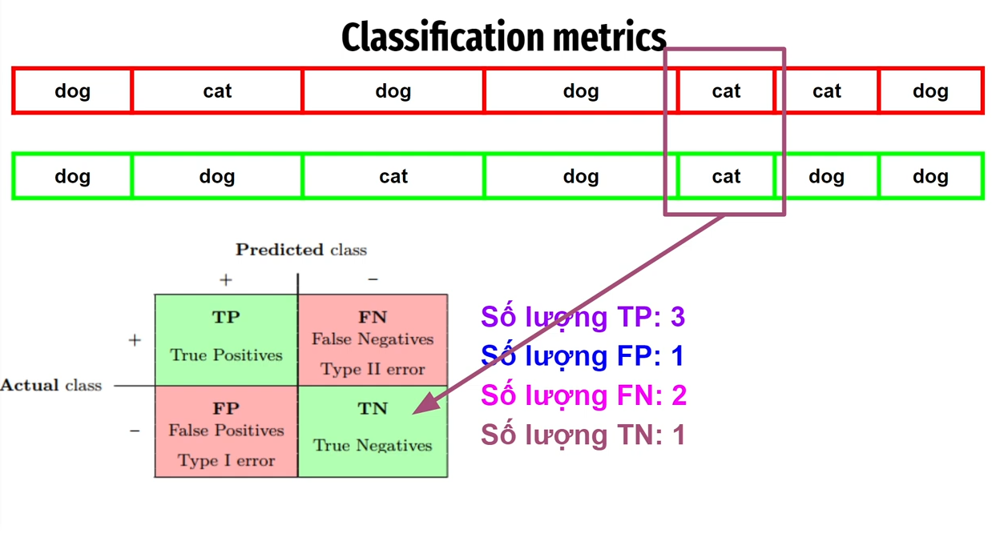 Classification metrics
dog cat dog dog cat cat dog
dog dog cat dog cat dog dog
Predicted class
+ −
TP FN
False Negatives
+
True Positives
Type II error
Actual class
FP TN
− False Positives
True Negatives
Type I error
Số lượng TP: 3
Số lượng FP: 1
Số lượng FN: 2
Số lượng TN: 1